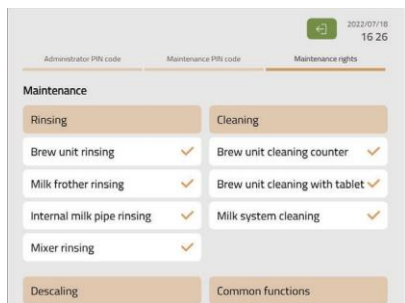 2022/07/18
16 26
Administrator PIN code Maintenance PIN code Maintenance rights
Maintenance
Rinsing Cleaning
Brew unit rinsing Brew unit cleaning counter
Milk frother rinsing Brew unit cleaning with tablet
Internal milk pipe rinsing Milk system cleaning
Mixer rinsing
Descaling Common functions